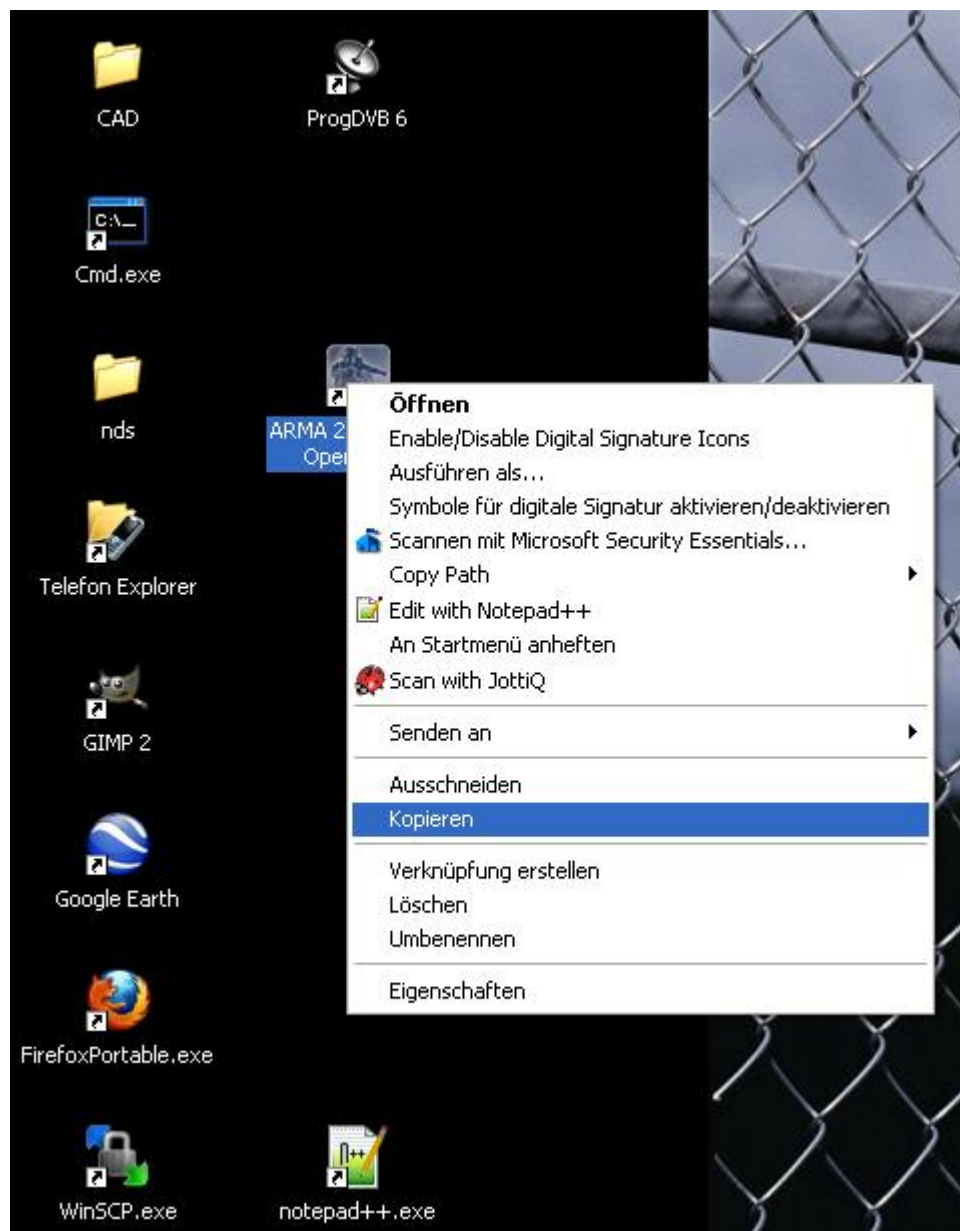 CAD
ProgDVB 6
C:\_
Cmd.exe
nds
ARMA 2
Telefon Explorer
GIMP 2
Google Earth
FirefoxPortable.exe
WinSCP.exe
notepad++.exe
Öffnen
Enable/Disable Digital Signature Icons
Ausführen als...
Symbole für digitale Signatur aktivieren/deaktivieren
Scannen mit Microsoft Security Essentials...
Copy Path
Edit with Notepad++
An Startmenü anheften
Scan with JottiQ
Senden an
Ausschneiden
Kopieren
Verknüpfung erstellen
Löschen
Umbenennen
Eigenschaften